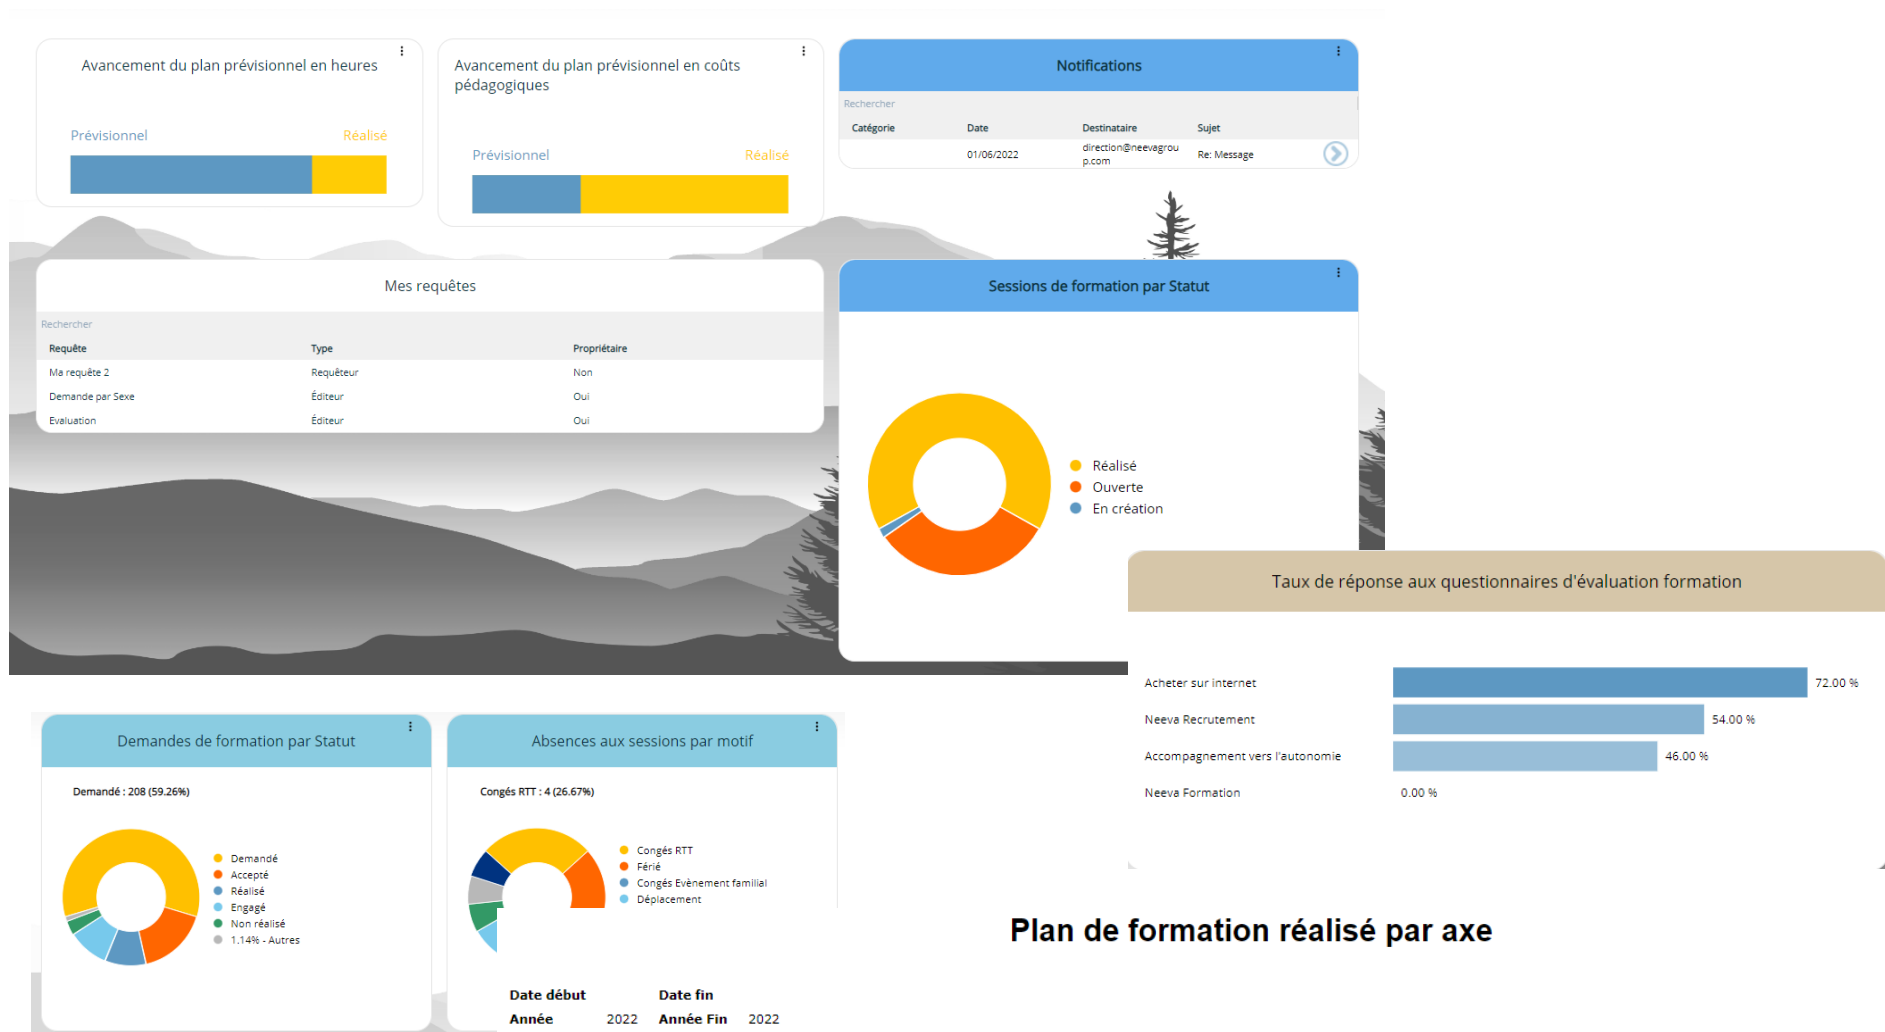 Avancement du plan prévisionnel en heures
Prévisionnel
Réalisé
Avancement du plan prévisionnel en coûts
pédagogiques
Prévisionnel
Réalisé
Notifications
Rechercher
Catégorie Date Destinataire Sujet
01/06/2022 direction@neevagrou
p.com Re: Message
Mes requêtes
Rechercher
Requête Type Propriétaire
Ma requête 2 Requêteur Non
Demande par Sexe Éditeur Oui
Evaluation Éditeur Oui
Sessions de formation par Statut
Réalisé
Ouverte
En création
Taux de réponse aux questionnaires d'évaluation formation
Acheter sur internet 72.00 %
Neeva Recrutement 54.00 %
Accompagnement vers l'autonomie 46.00 %
Neeva Formation 0.00 %
Demandes de formation par Statut
Demandé : 208 (59.26%)
Demandé
Accepté
Réalisé
Engagé
Non réalisé
1.14% - Autres
Absences aux sessions par motif
Congés RTT : 4 (26.67%)
Congés RTT
Férié
Congés Evènement familial
Déplacement
Plan de formation réalisé par axe
Date début Date fin
Année 2022 Année Fin 2022